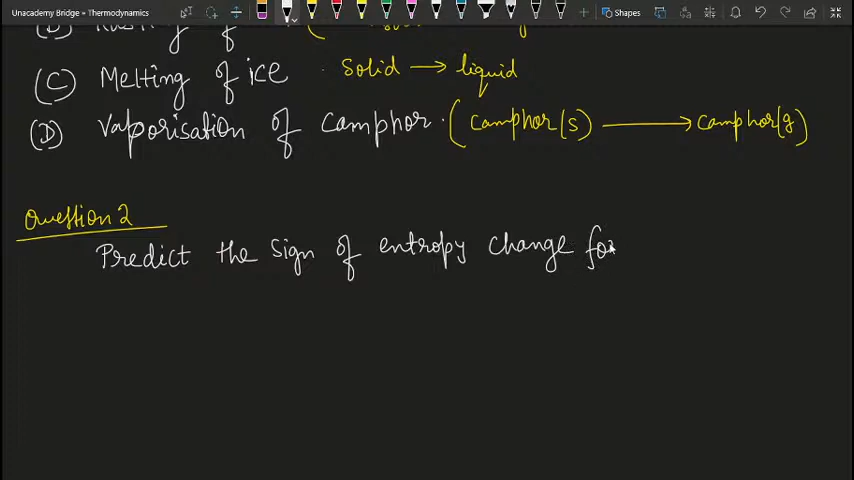 Unacademy Bridge • Thermodynamics
Shapes
of
(C) Melting of ice . Solid → liquid
(D) Vaporisation of camphor . (Camphor(s) → Camphor(g)
Question 2
Predict the sign of entropy change for